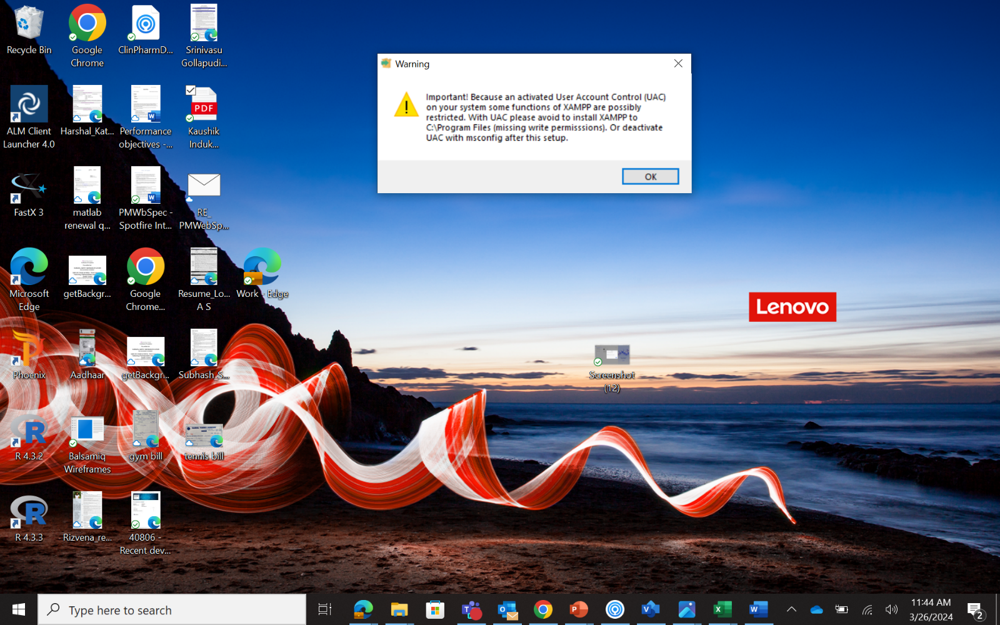 Recycle Bin
Google
Chrome
ClinPharmD...
Srinivasu
Gollapudi...
ALM Client
Launcher 4.0
Harshal_Kat...
Performance
objectives -...
PDF
Kaushik
Induk...
FastX 3
matlab
renewal q...
PMWbSpec -
Spotfire Int...
RE_
PMWebSp...
Microsoft
Edge
getBackgr...
Google
Chrome...
Resume_Lo...
A S
Work - Edge
Phoenix
Aadhaar
getBackgr...
Subhash_S...
R 4.3.2
Balsamiq
Wireframes
gym bill
tennis bill
R 4.3.3
Rizvena_re...
40806 -
Recent dev...
Warning
Important! Because an activated User Account Control (UAC)
on your system some functions of XAMPP are possibly
restricted. With UAC please avoid to install XAMPP to
C:\Program Files (missing write permisssions). Or deactivate
UAC with msconfig after this setup.
OK
Lenovo
Screenshot
(12)
Type here to search
11:44 AM
3/26/2024
2